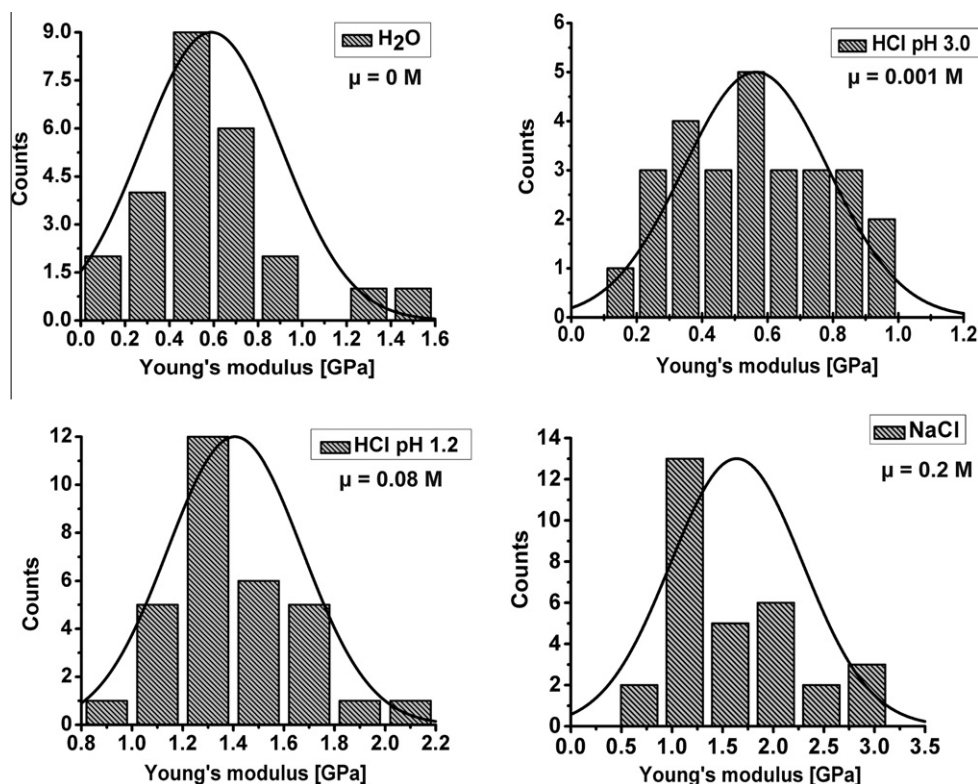 H2O
μ = 0 M
Counts
9.0
7.5
6.0
4.5
3.0
1.5
0.0
0.0 0.2 0.4 0.6 0.8 1.0 1.2 1.4 1.6
Young's modulus [GPa]
HCl pH 3.0
μ = 0.001 M
Counts
6
5
4
3
2
1
0
0.0 0.2 0.4 0.6 0.8 1.0 1.2
Young's modulus [GPa]
HCl pH 1.2
μ = 0.08 M
Counts
12
10
8
6
4
2
0
0.8 1.0 1.2 1.4 1.6 1.8 2.0 2.2
Young's modulus [GPa]
NaCl
μ = 0.2 M
Counts
14
12
10
8
6
4
2
0
0.0 0.5 1.0 1.5 2.0 2.5 3.0 3.5
Young's modulus [GPa]